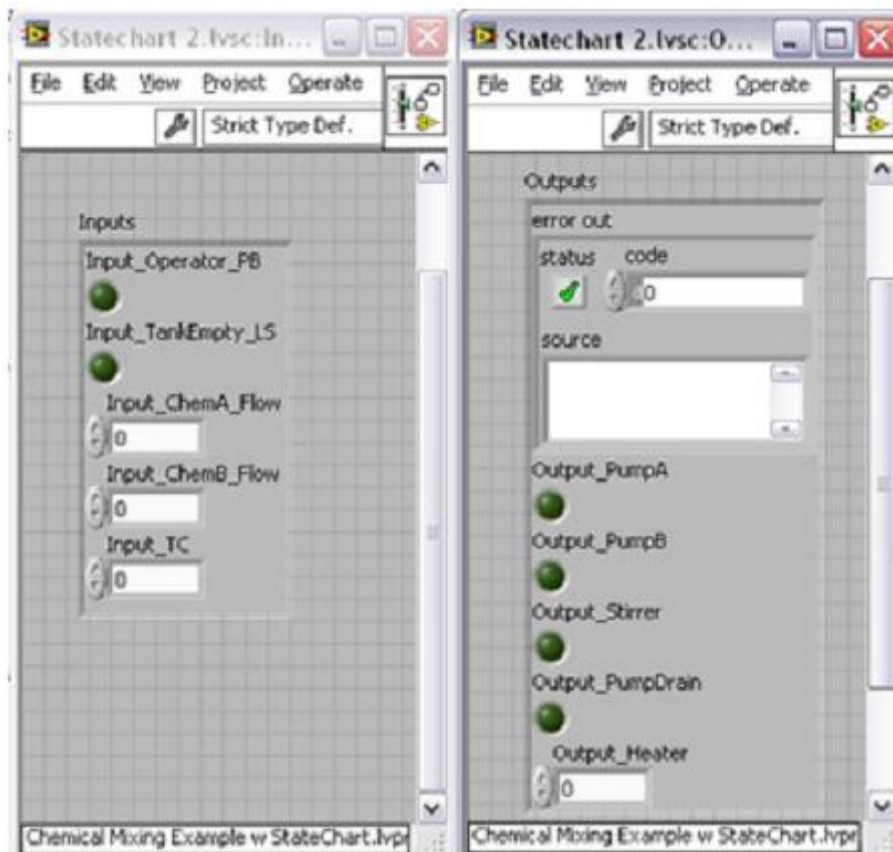 Statechart 2.lvsc:In...
File Edit View Project Operate
Strict Type Def.
Inputs
Input_Operator_PB
Input_TankEmpty_LS
Input_ChemA_Flow
0
Input_ChemB_Flow
0
Input_TC
0
Chemical Mixing Example w StateChart.lvpr
Statechart 2.lvsc:O...
File Edit View Project Operate
Strict Type Def.
Outputs
error out
status code
0
source
Output_PumpA
Output_PumpB
Output_Stirrer
Output_PumpDrain
Output_Heater
0
Chemical Mixing Example w StateChart.lvpr